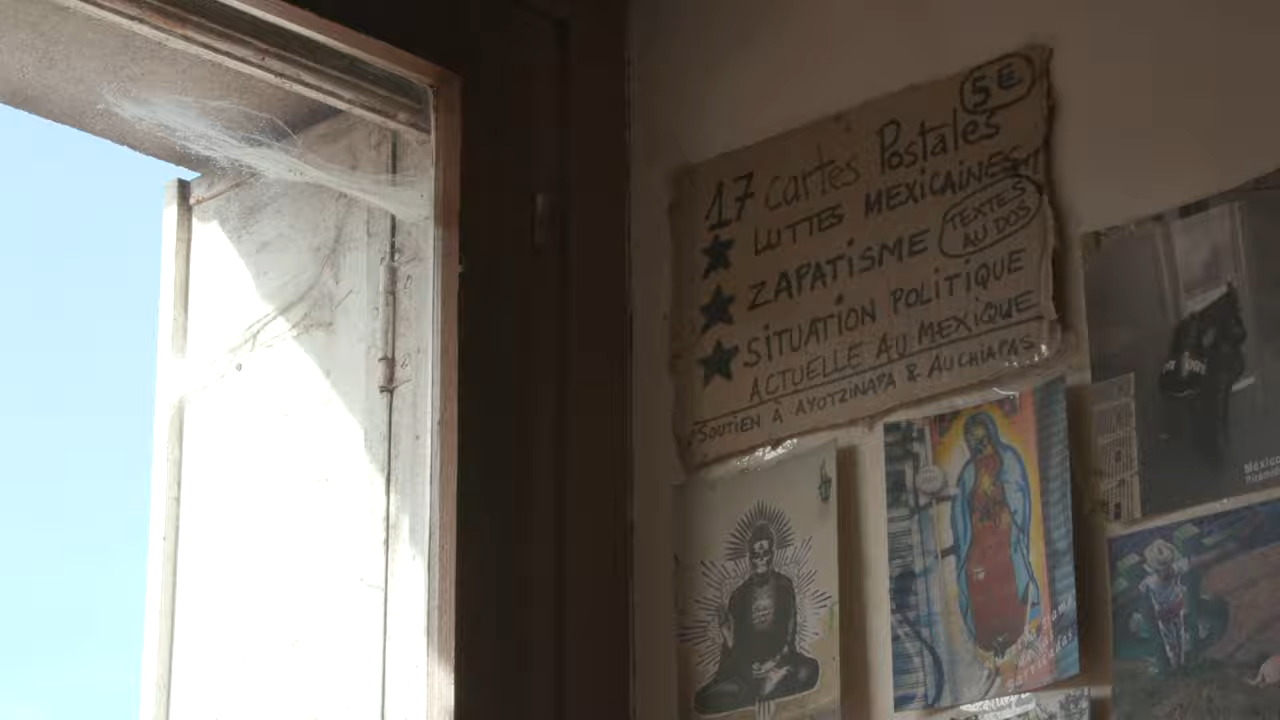 5€
17 cartes Postales
★ LUTTES MEXICAINES
TEXTES
AU DOS
★ ZAPATISME
★ SITUATION POLITIQUE
ACTUELLE AU MEXIQUE
SOUTIEN À AYOTZINAPA & AU CHIAPAS